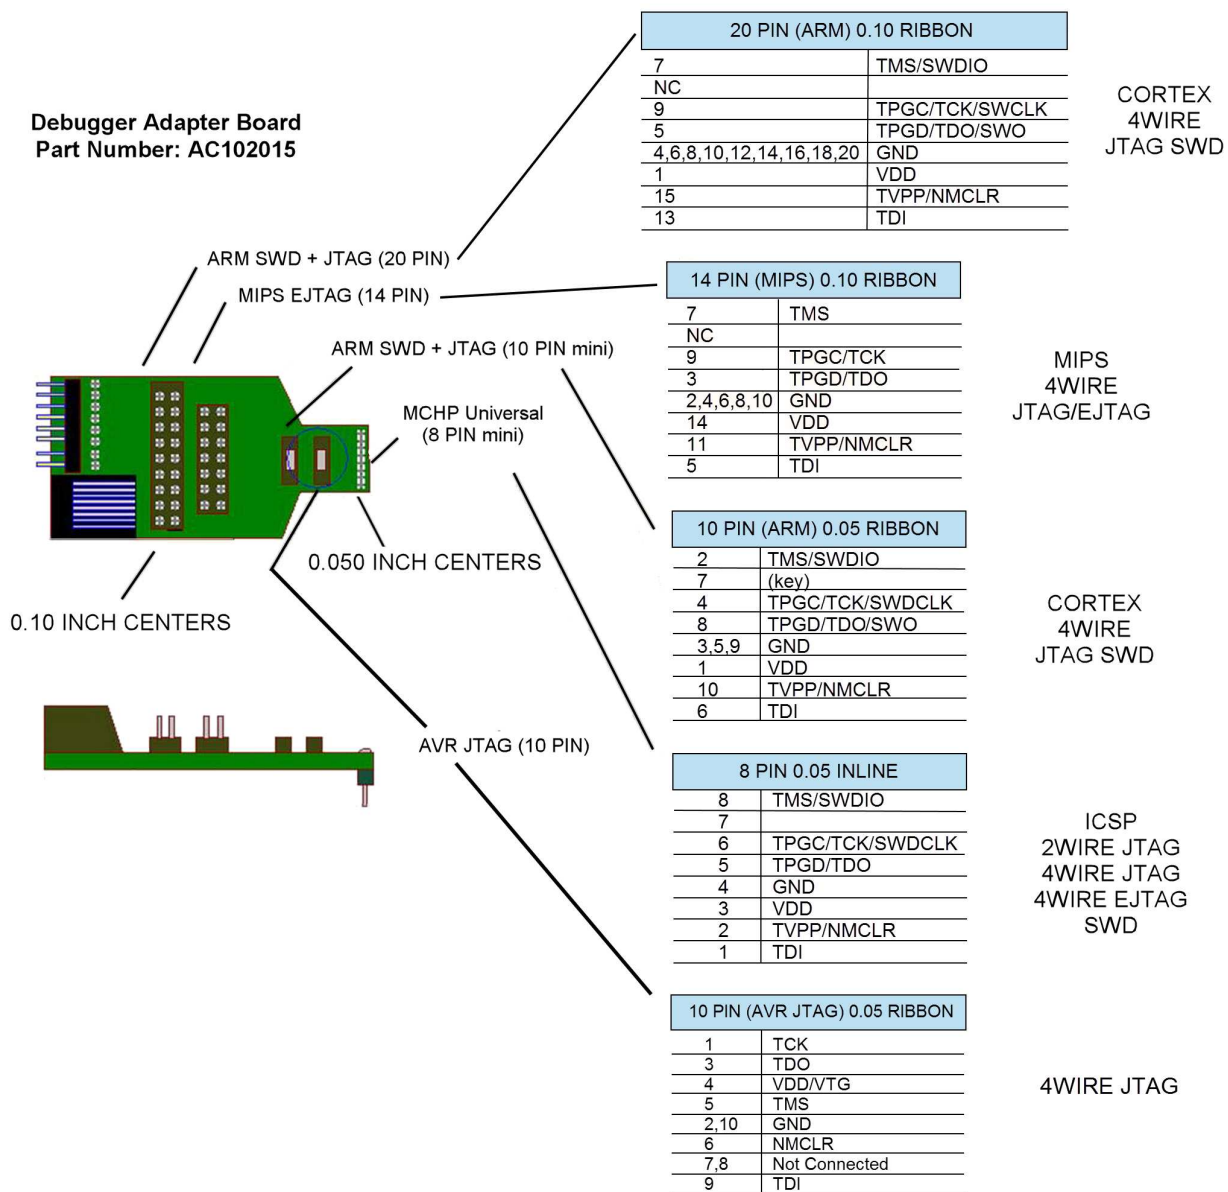 Debugger Adapter Board
Part Number: AC102015
ARM SWD + JTAG (20 PIN)
MIPS EJTAG (14 PIN)
ARM SWD + JTAG (10 PIN mini)
MCHP Universal
(8 PIN mini)
0.050 INCH CENTERS
0.10 INCH CENTERS
AVR JTAG (10 PIN)
20 PIN (ARM) 0.10 RIBBON
7 TMS/SWDIO
NC
9 TPGC/TCK/SWCLK
5 TPGD/TDO/SWO
4,6,8,10,12,14,16,18,20 GND
1 VDD
15 TVPP/NMCLR
13 TDI
CORTEX
4WIRE
JTAG SWD
14 PIN (MIPS) 0.10 RIBBON
7 TMS
NC
9 TPGC/TCK
3 TPGD/TDO
2,4,6,8,10 GND
14 VDD
11 TVPP/NMCLR
5 TDI
MIPS
4WIRE
JTAG/EJTAG
10 PIN (ARM) 0.05 RIBBON
2 TMS/SWDIO
7 (key)
4 TPGC/TCK/SWDCLK
8 TPGD/TDO/SWO
3,5,9 GND
1 VDD
10 TVPP/NMCLR
6 TDI
CORTEX
4WIRE
JTAG SWD
8 PIN 0.05 INLINE
8 TMS/SWDIO
7
6 TPGC/TCK/SWDCLK
5 TPGD/TDO
4 GND
3 VDD
2 TVPP/NMCLR
1 TDI
ICSP
2WIRE JTAG
4WIRE JTAG
4WIRE EJTAG
SWD
10 PIN (AVR JTAG) 0.05 RIBBON
1 TCK
3 TDO
4 VDD/VTG
5 TMS
2,10 GND
6 NMCLR
7,8 Not Connected
9 TDI
4WIRE JTAG